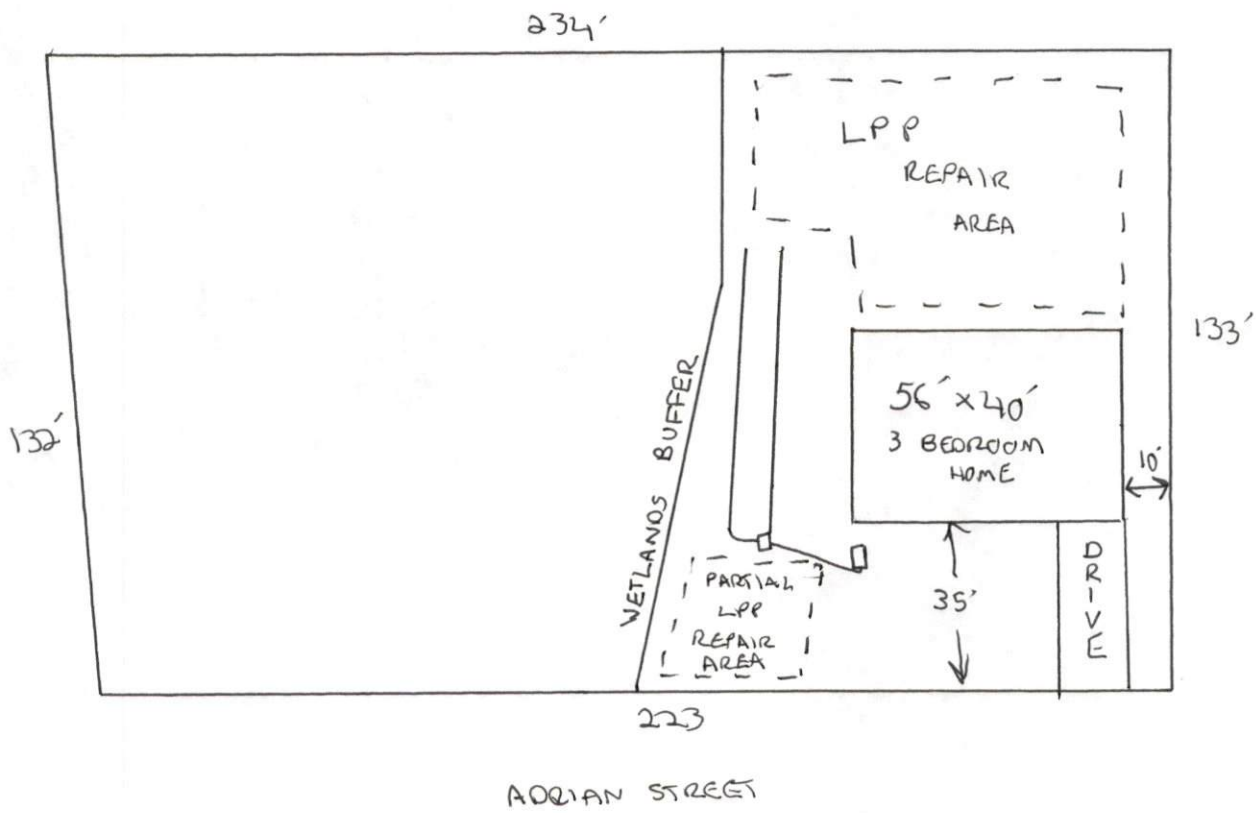 234'
LPP
REPAIR
AREA
133'
132'
WETLANDS BUFFER
56' x 40'
3 BEDROOM
HOME
10'
PARTIAL
LPP
REPAIR
AREA
35'
DRIVE
223
ADRIAN STREET